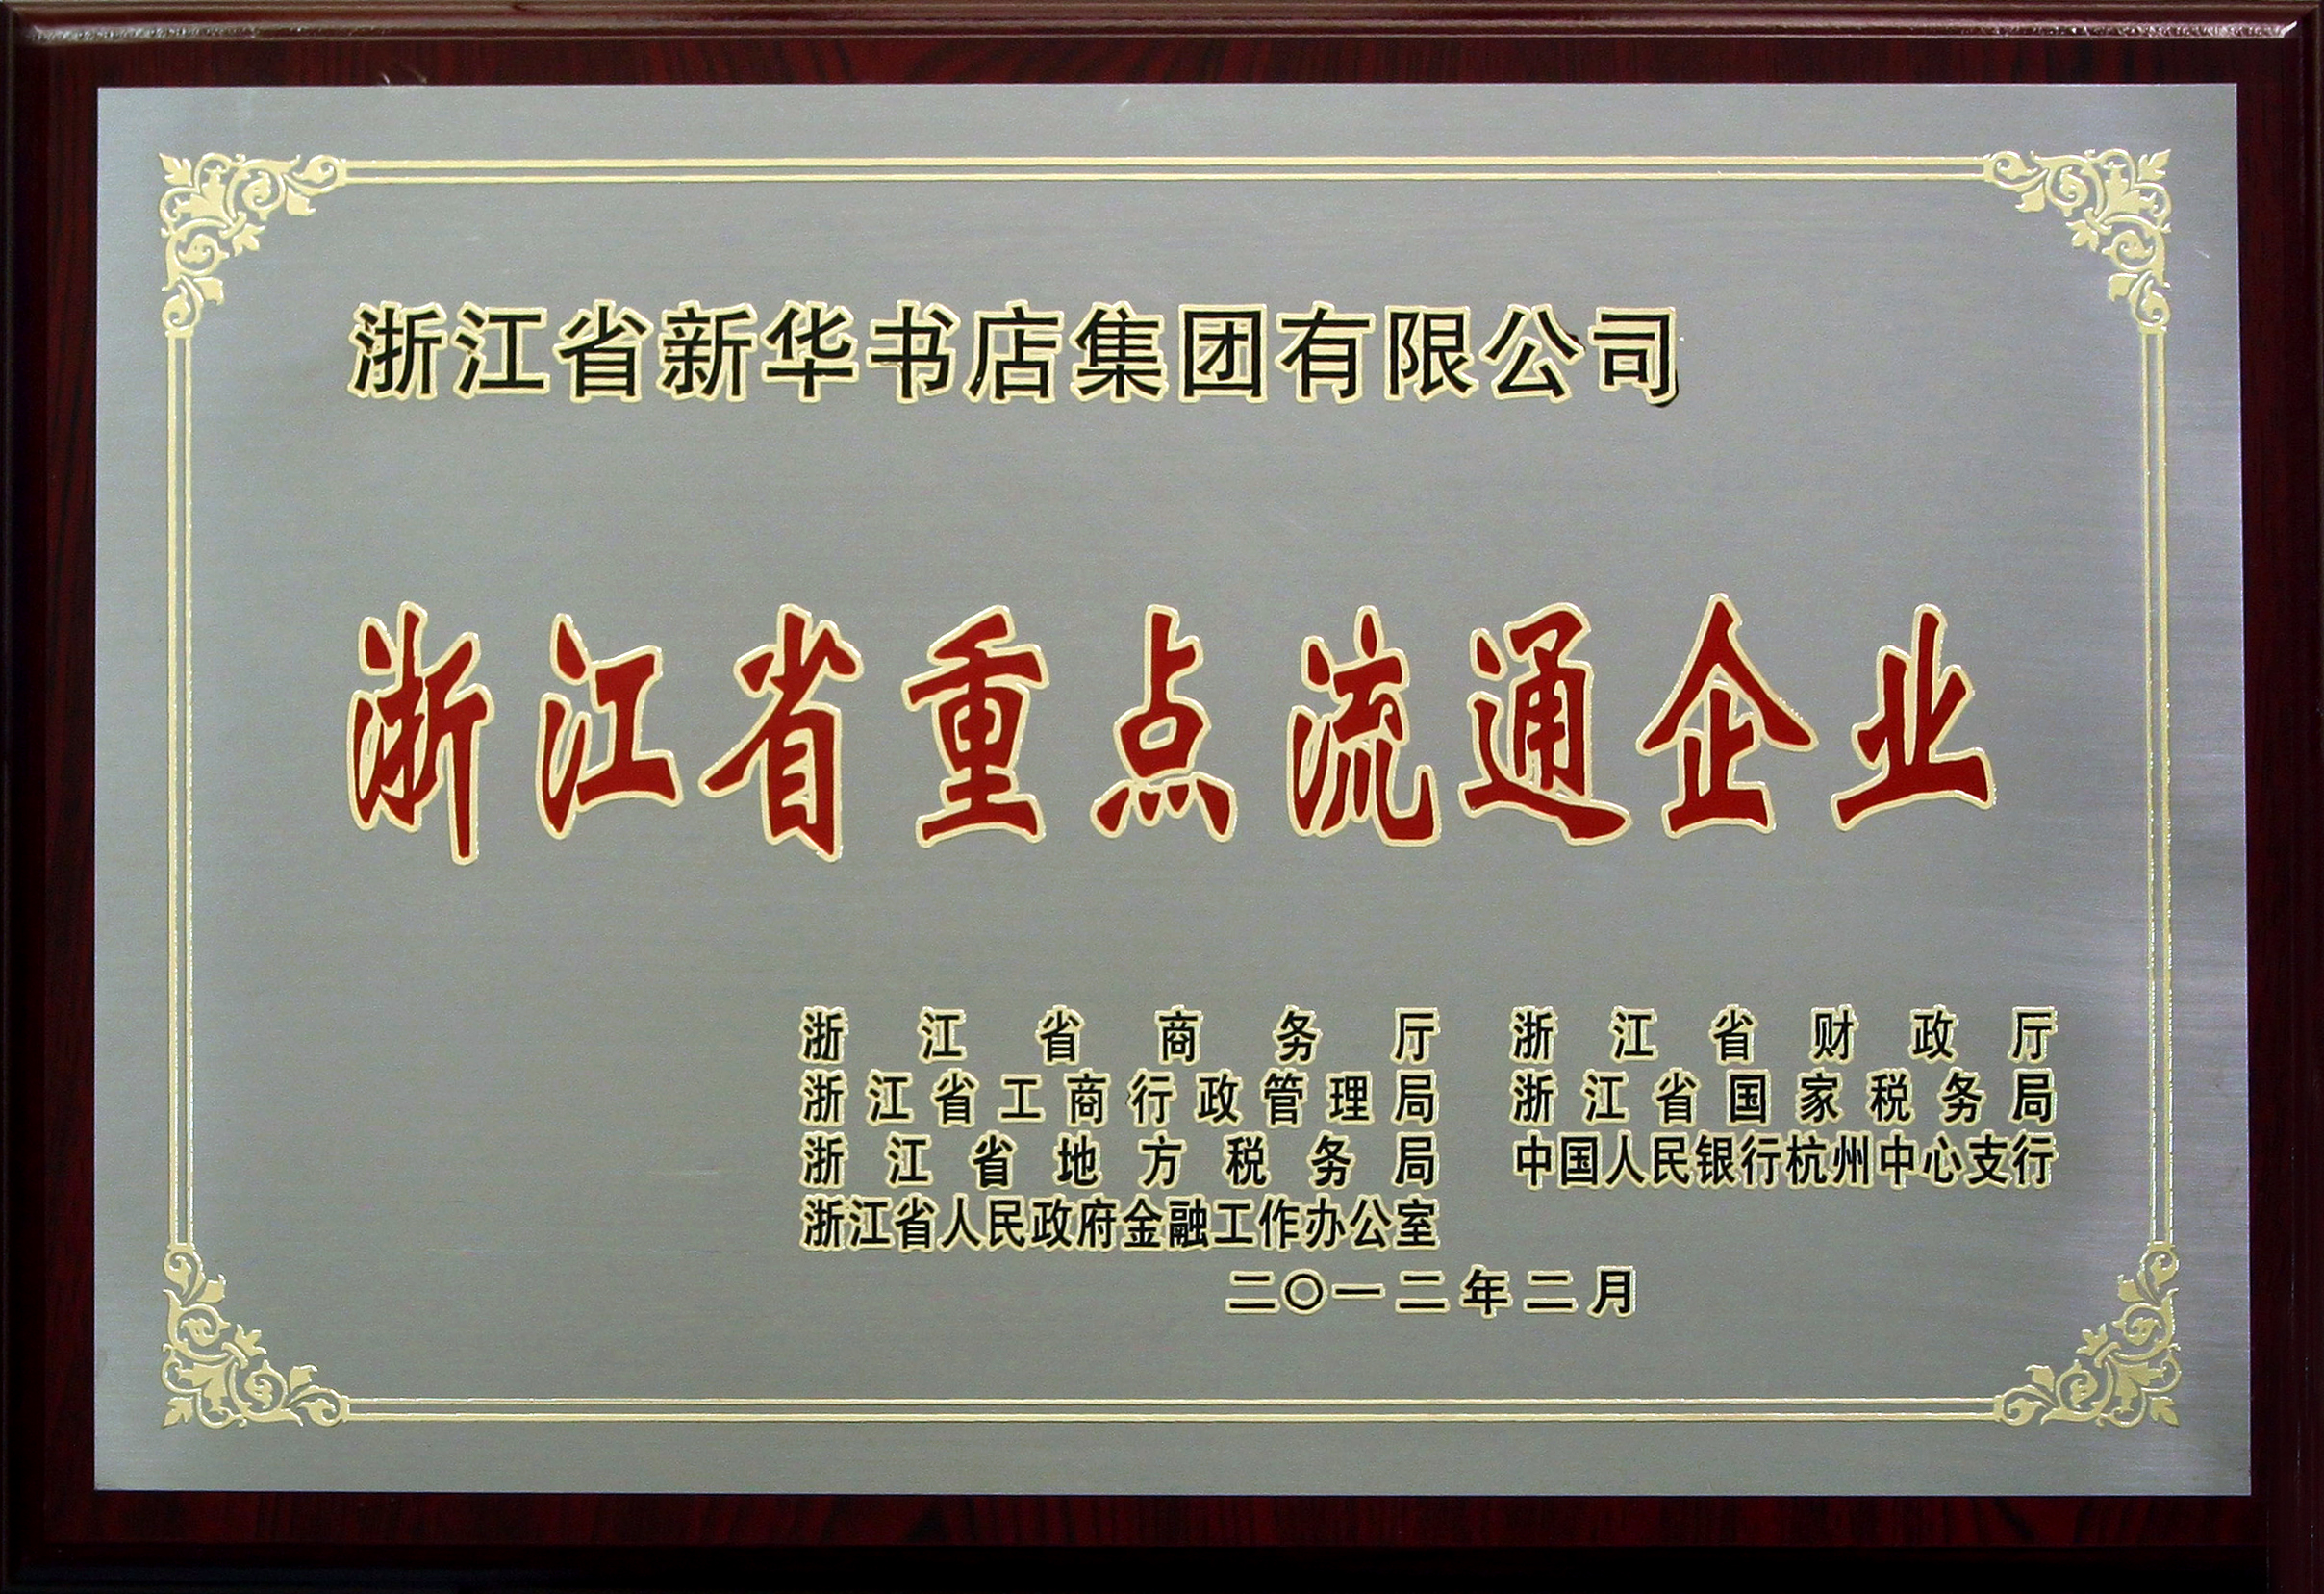 浙江省新华书店集团有限公司
浙江省重点流通企业
浙江省商务厅 浙江省财政厅
浙江省工商行政管理局 浙江省国家税务局
浙江省地方税务局 中国人民银行杭州中心支行
浙江省人民政府金融工作办公室
二〇一二年二月